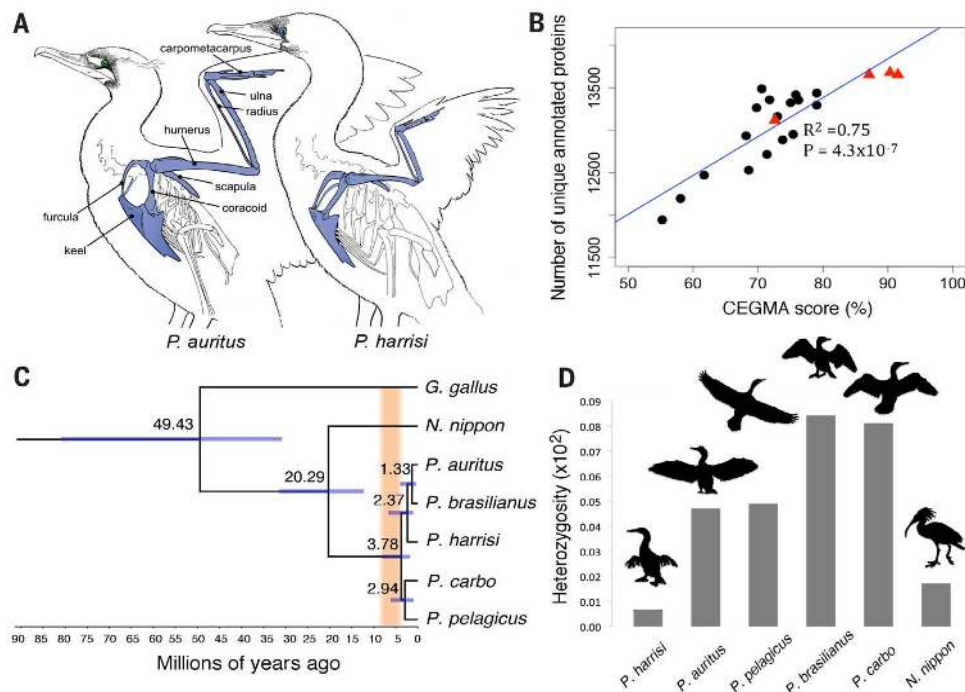 A
carpometacarpus
ulna
radius
humerus
scapula
furcula
coracoid
keel
P. auritus
P. harrisi
B
Number of unique annotated proteins
13500
12500
11500
R² =0.75
P = 4.3x10⁻⁷
50 60 70 80 90 100
CEGMA score (%)
C
G. gallus
49.43
N. nippon
20.29
P. auritus
1.33
P. brasilianus
2.37
P. harrisi
3.78
P. carbo
2.94
P. pelagicus
90 85 80 75 70 65 60 55 50 45 40 35 30 25 20 15 10 5 0
Millions of years ago
D
Heterozygosity (x10²)
0.09
0.08
0.07
0.06
0.05
0.04
0.03
0.02
0.01
0.00
P. harrisi
P. auritus
P. pelagicus
P. brasilianus
P. carbo
N. nippon